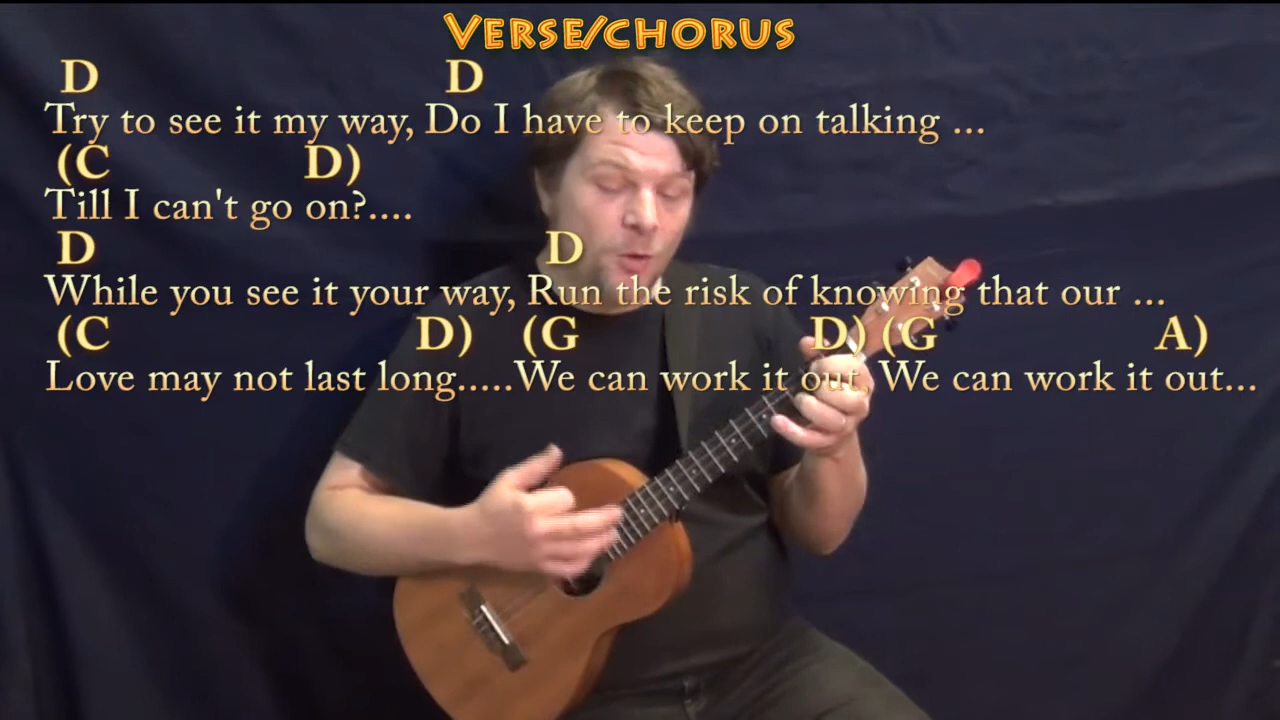 Verse/chorus
D D
Try to see it my way, Do I have to keep on talking ...
(C D)
Till I can't go on?....
D D
While you see it your way, Run the risk of knowing that our ...
(C D) (G D) (G A)
Love may not last long.....We can work it out, We can work it out...